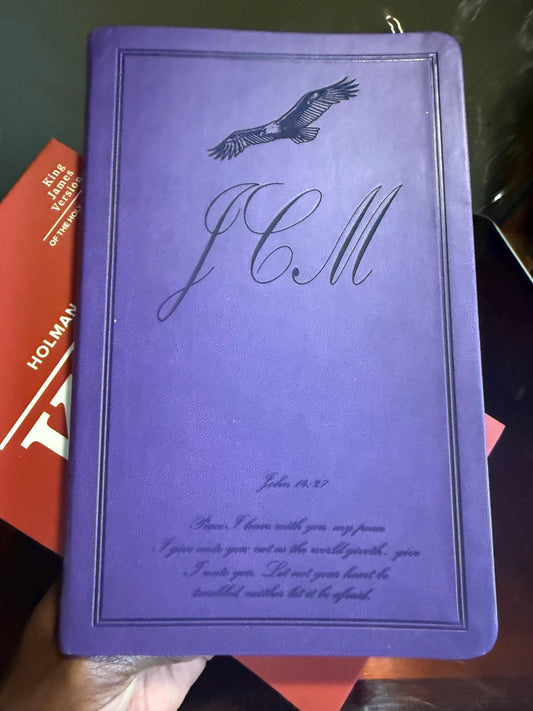 JCM
John 14:27
Peace I leave with you, my peace
I give unto you: not as the world giveth, give
I unto you. Let not your heart be
troubled, neither let it be afraid.
King
James
Version
OF THE HOLY
HOLMAN